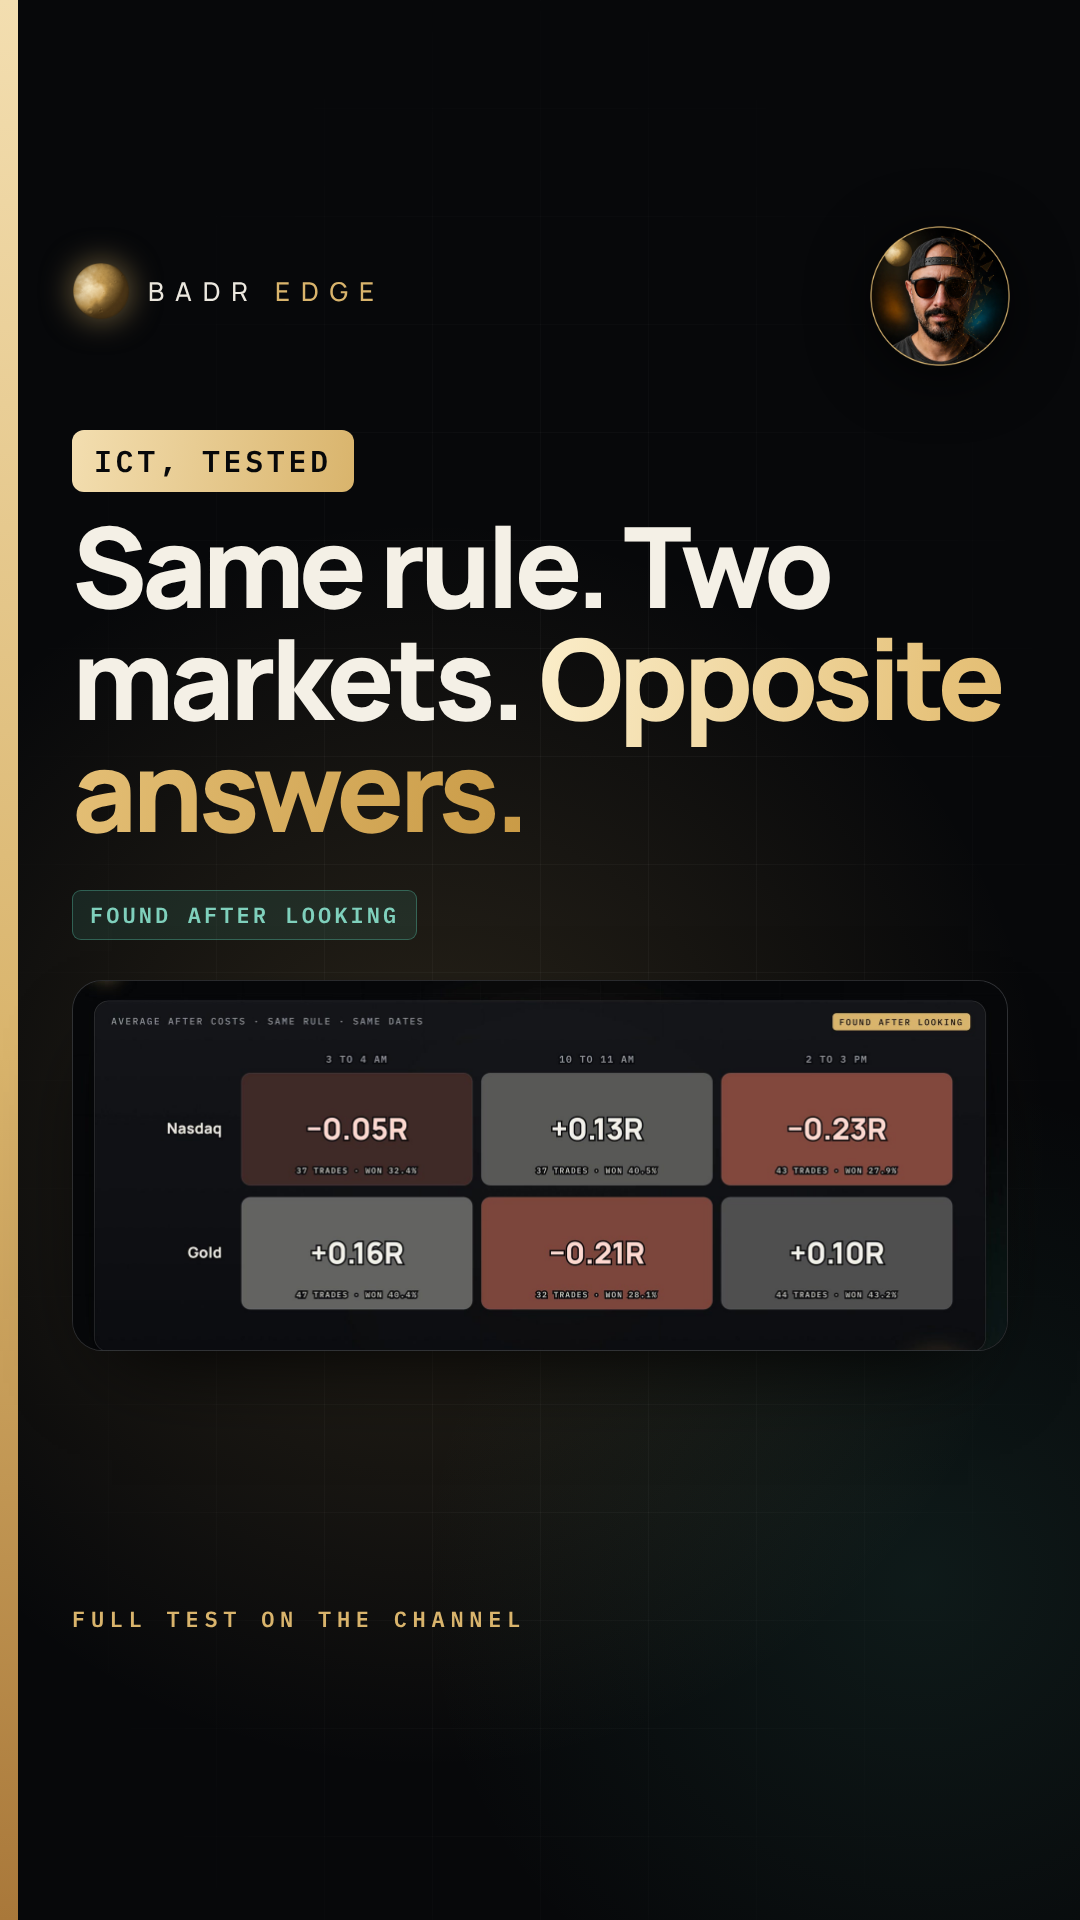 BADR EDGE
ICT, TESTED
Same rule. Two
markets. Opposite
answers.
FOUND AFTER LOOKING
AVERAGE AFTER COSTS · SAME RULE · SAME DATES
FOUND AFTER LOOKING
3 TO 4 AM
10 TO 11 AM
2 TO 3 PM
Nasdaq
−0.05R
+0.13R
−0.23R
37 TRADES · WON 32.4%
37 TRADES · WON 40.5%
43 TRADES · WON 27.9%
Gold
+0.16R
−0.21R
+0.10R
47 TRADES · WON 40.4%
32 TRADES · WON 28.1%
44 TRADES · WON 43.2%
FULL TEST ON THE CHANNEL